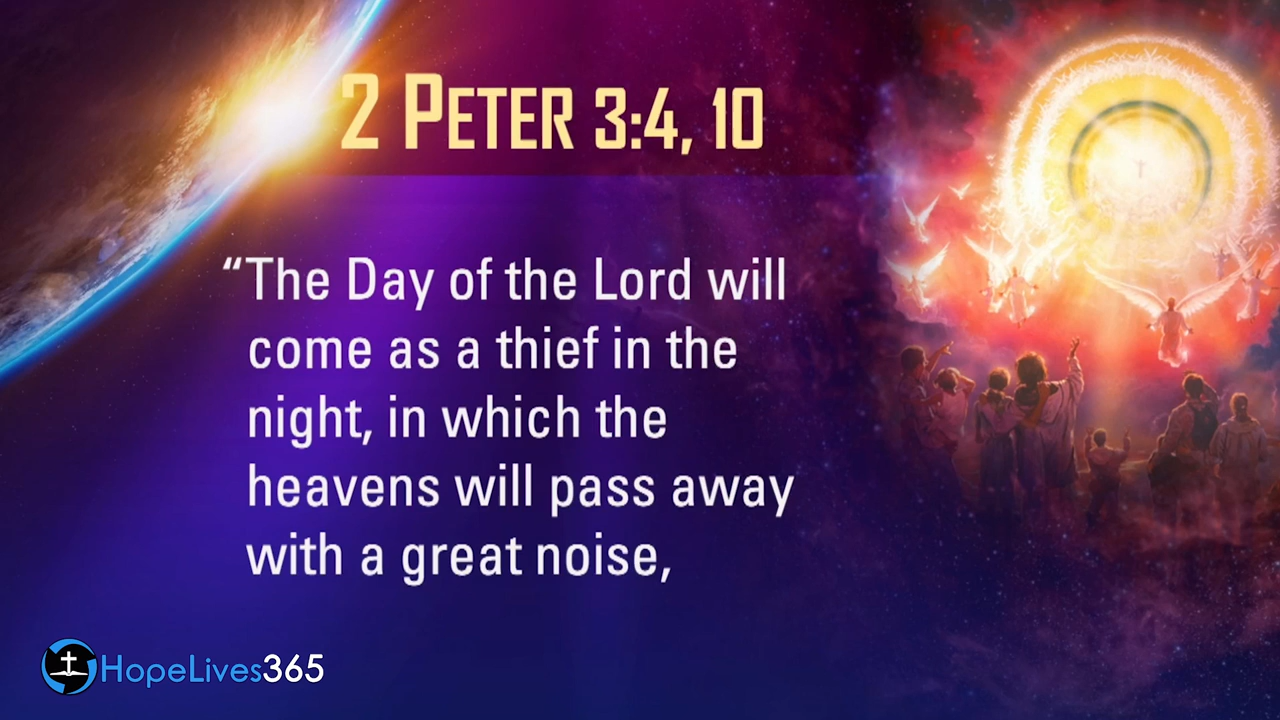 2 PETER 3:4, 10
“The Day of the Lord will
come as a thief in the
night, in which the
heavens will pass away
with a great noise,
HopeLives365